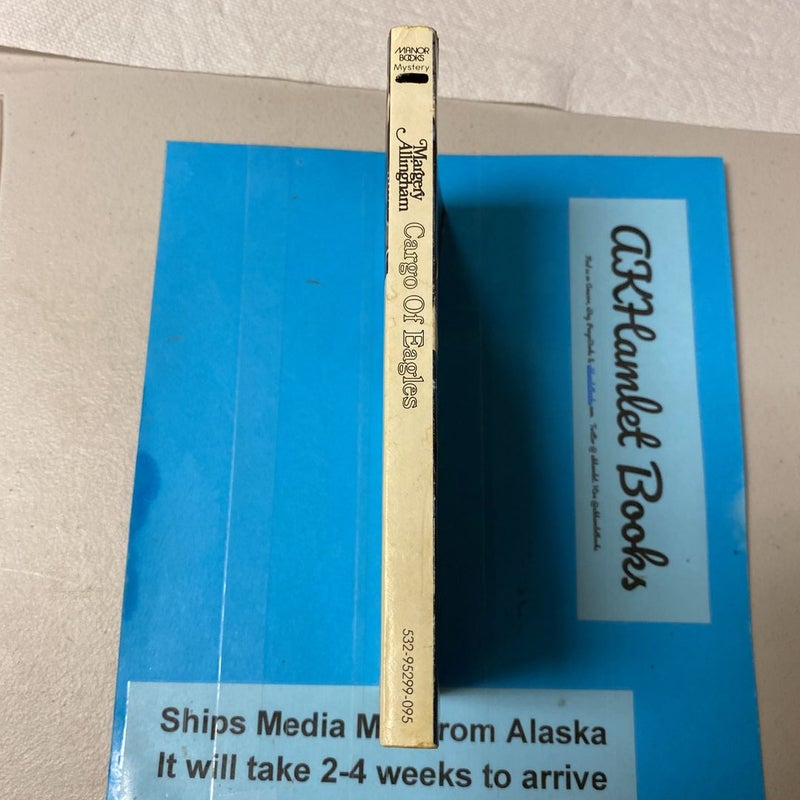 MANOR
BOOKS
Mystery
Margery
Allingham
Cargo Of Eagles
532-95299-095
AKHamlet Books
Ships Media M rom Alaska
It will take 2-4 weeks to arrive